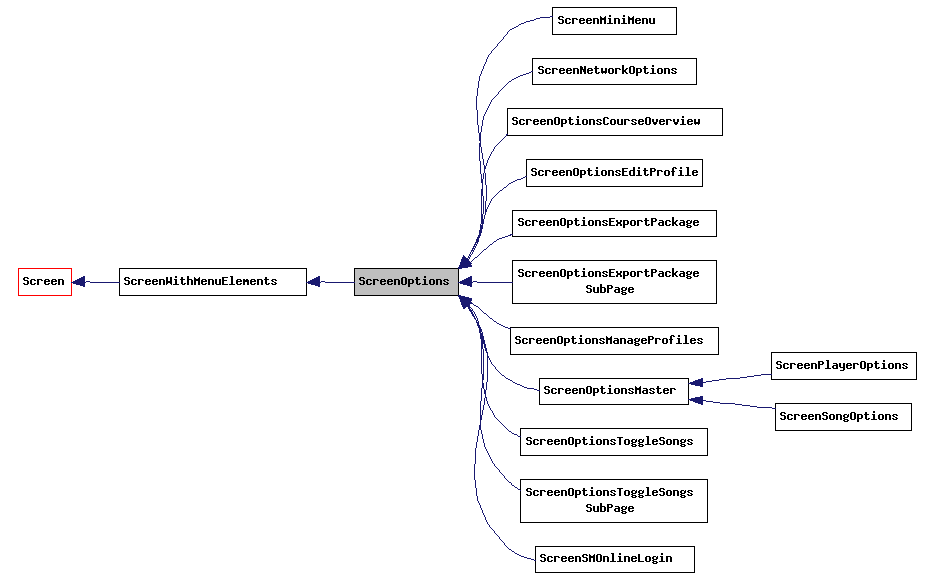 ScreenMiniMenu
ScreenNetworkOptions
ScreenOptionsCourseOverview
ScreenOptionsEditProfile
ScreenOptionsExportPackage
ScreenOptionsExportPackage
SubPage
Screen
ScreenWithMenuElements
ScreenOptions
ScreenOptionsManageProfiles
ScreenPlayerOptions
ScreenOptionsMaster
ScreenSongOptions
ScreenOptionsToggleSongs
ScreenOptionsToggleSongs
SubPage
ScreenSMOnlineLogin